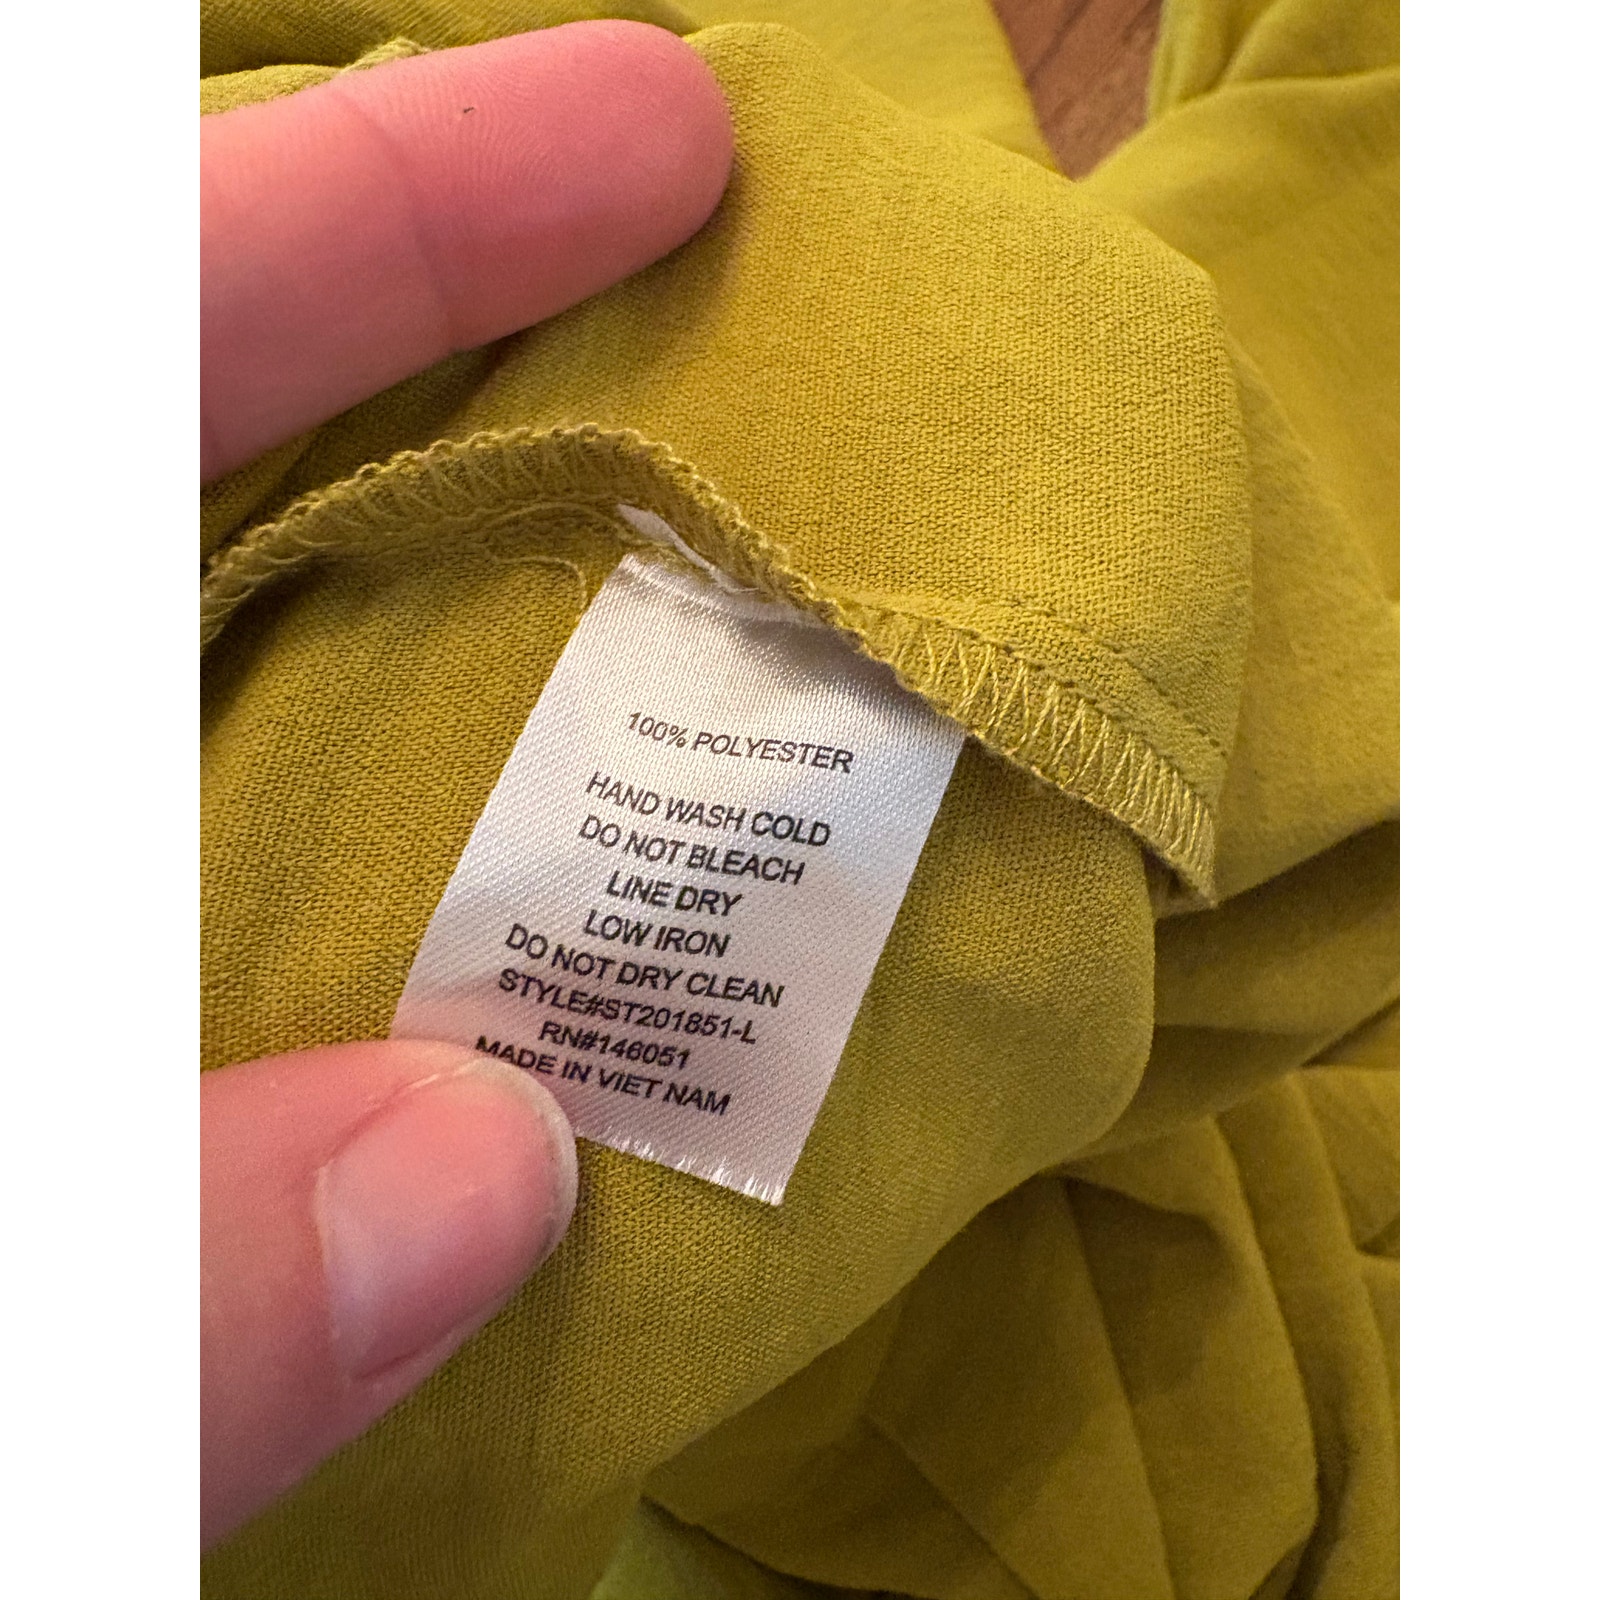 100% POLYESTER
HAND WASH COLD
DO NOT BLEACH
LINE DRY
LOW IRON
DO NOT DRY CLEAN
STYLE#ST201851-L
RN#146051
MADE IN VIET NAM